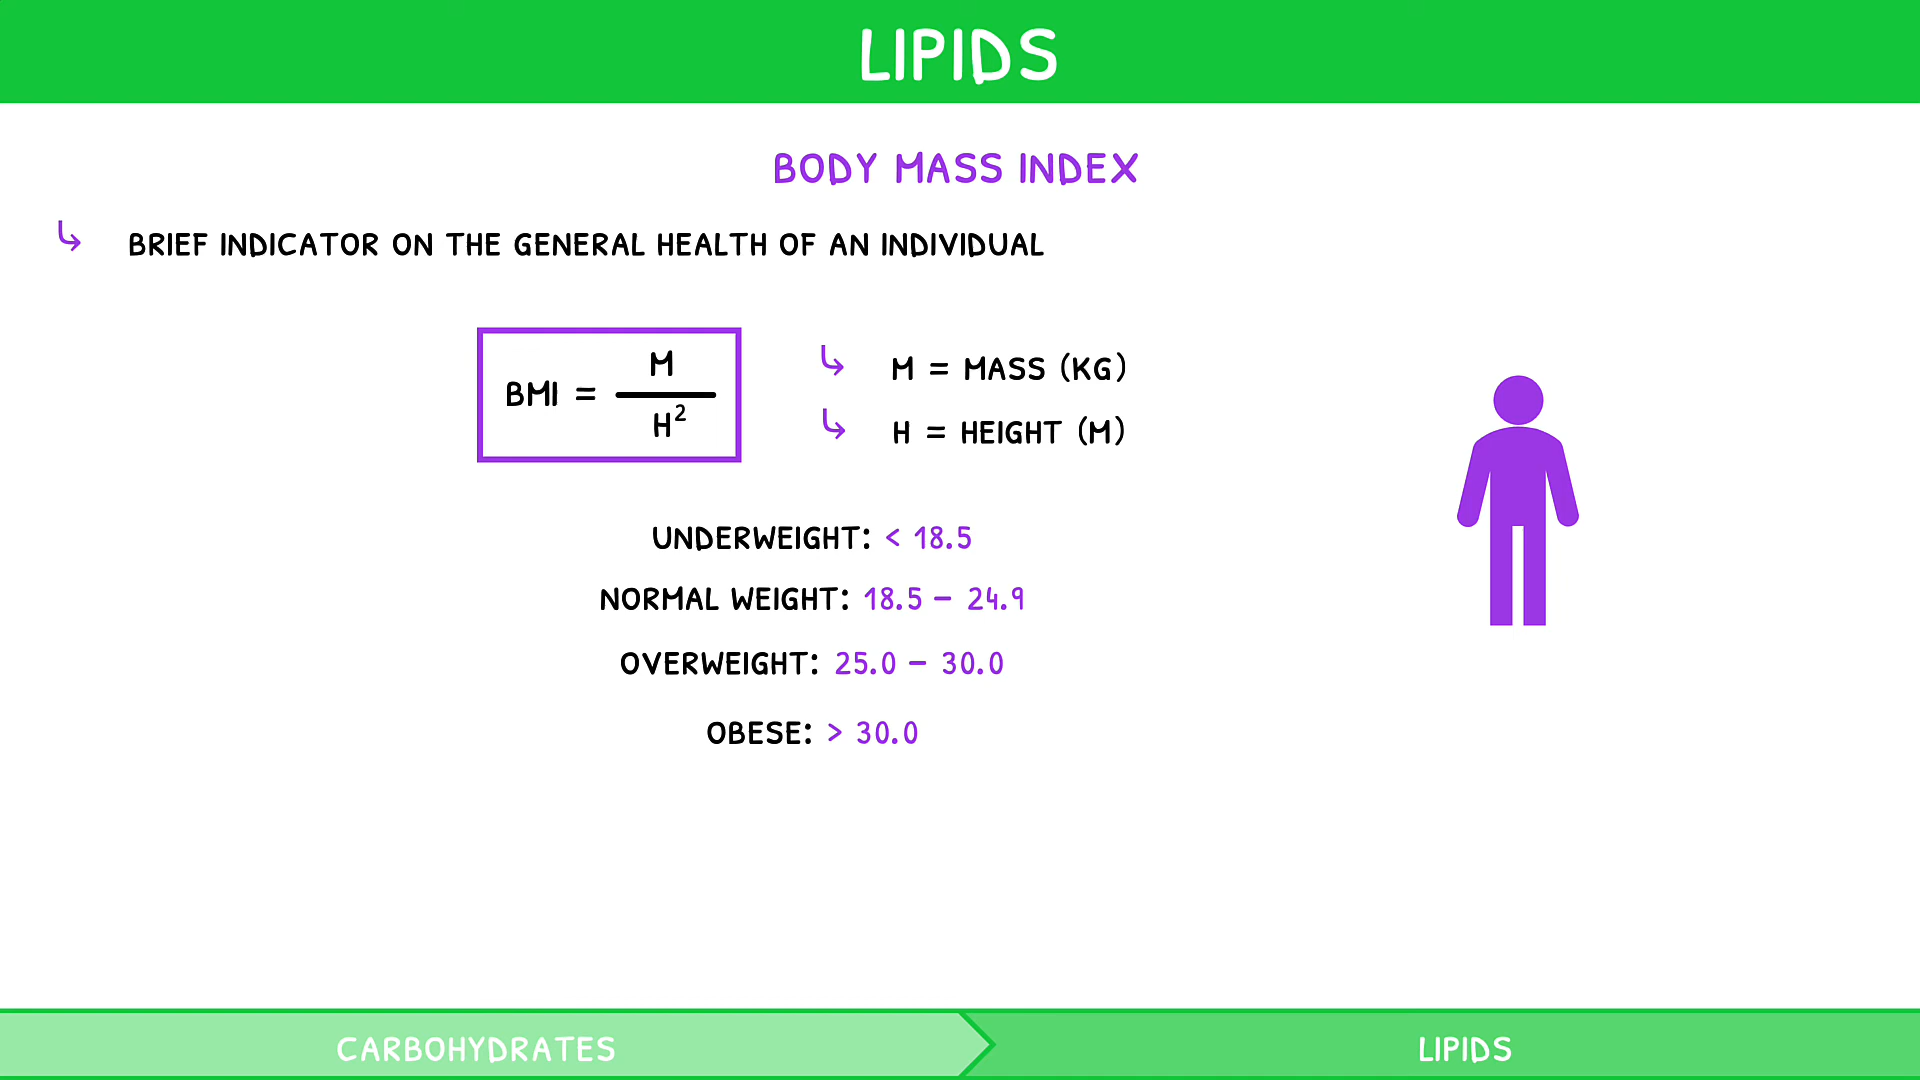 LIPIDS
BODY MASS INDEX
↳ BRIEF INDICATOR ON THE GENERAL HEALTH OF AN INDIVIDUAL
BMI = M / H²
↳ M = MASS (KG)
↳ H = HEIGHT (M)
UNDERWEIGHT: < 18.5
NORMAL WEIGHT: 18.5 – 24.9
OVERWEIGHT: 25.0 – 30.0
OBESE: > 30.0
CARBOHYDRATES
LIPIDS